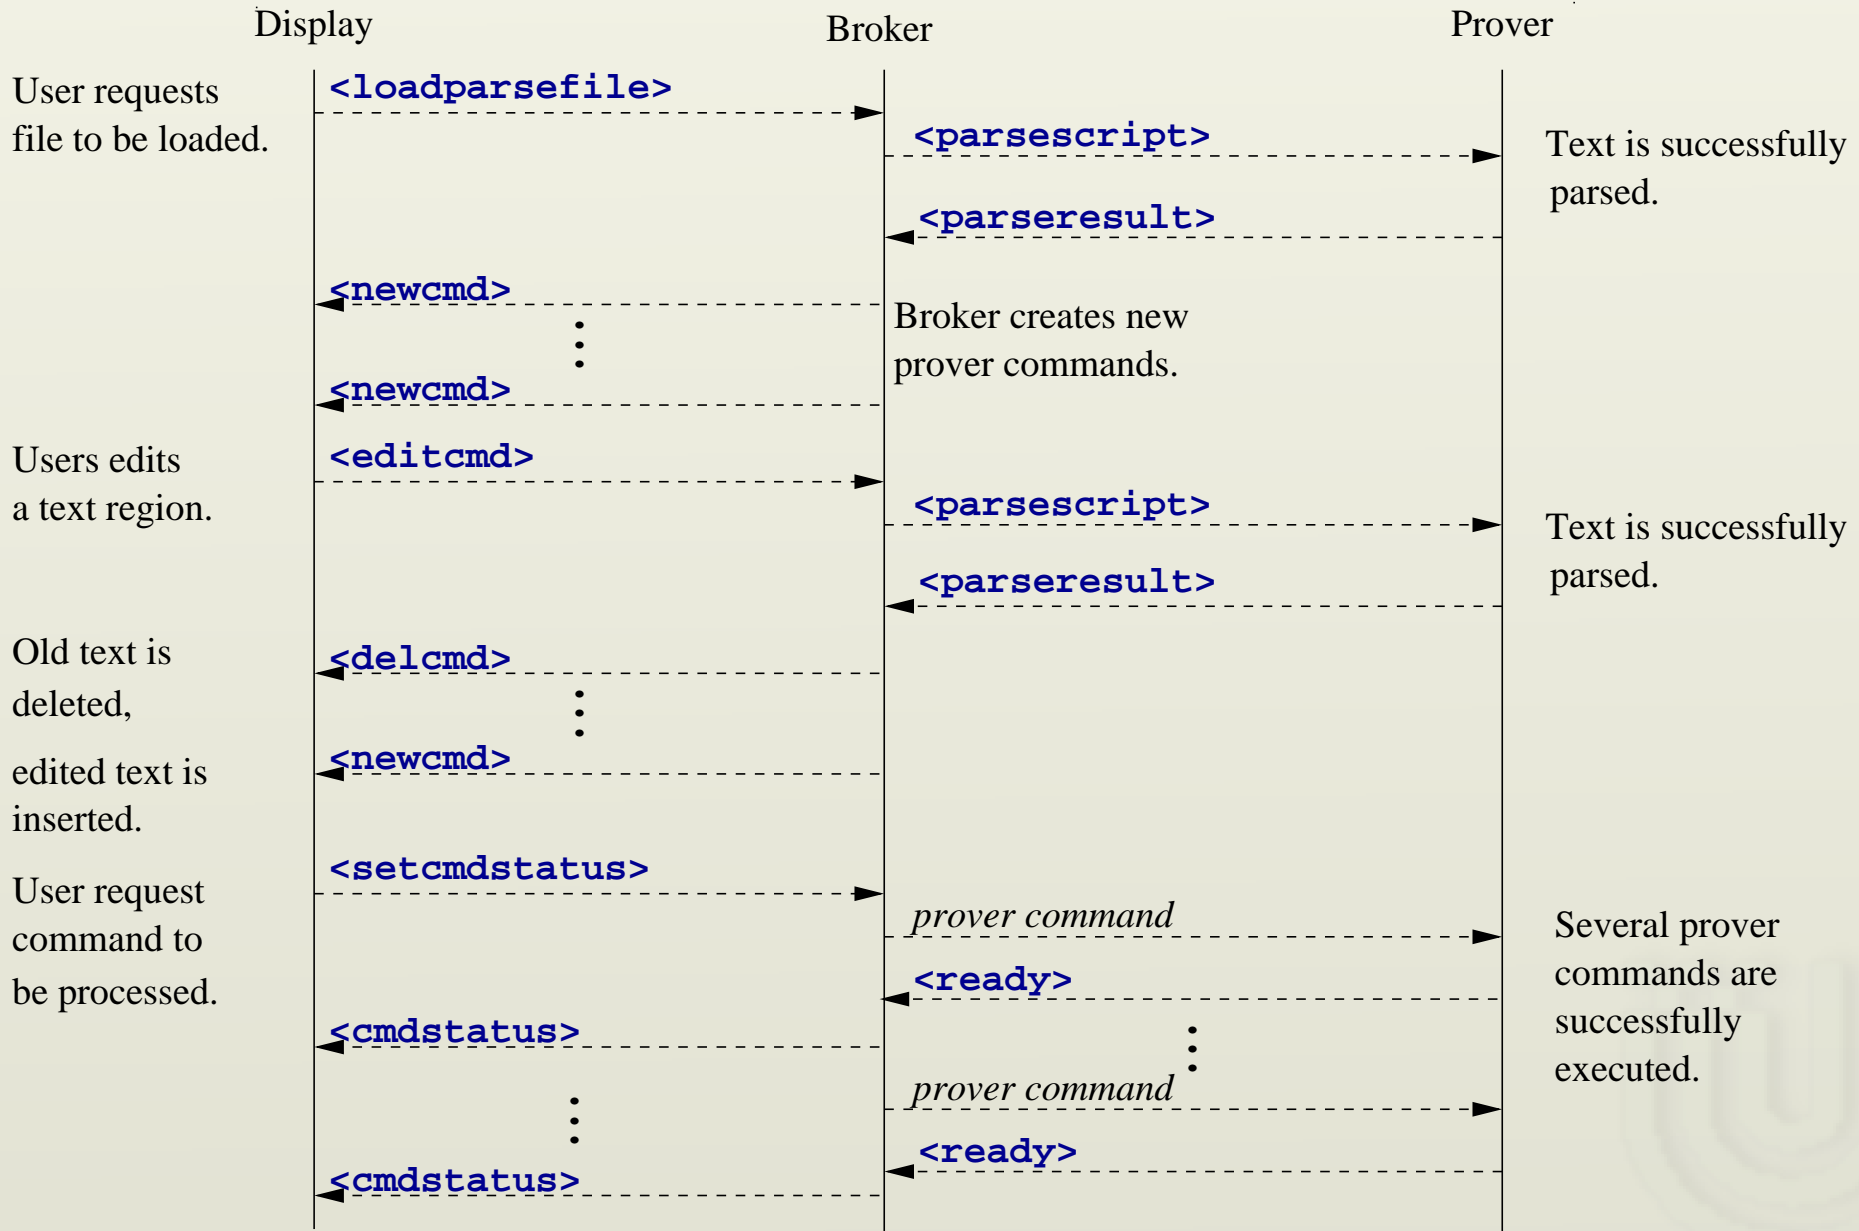 Display
Broker
Prover
User requests
file to be loaded.
<loadparsefile>
<parsescript>
Text is successfully
parsed.
<parseresult>
<newcmd>
Broker creates new
prover commands.
<newcmd>
Users edits
a text region.
<editcmd>
<parsescript>
Text is successfully
parsed.
<parseresult>
Old text is
deleted,
<delcmd>
edited text is
inserted.
<newcmd>
<setcmdstatus>
User request
command to
be processed.
prover command
Several prover
commands are
successfully
executed.
<ready>
<cmdstatus>
prover command
<ready>
<cmdstatus>